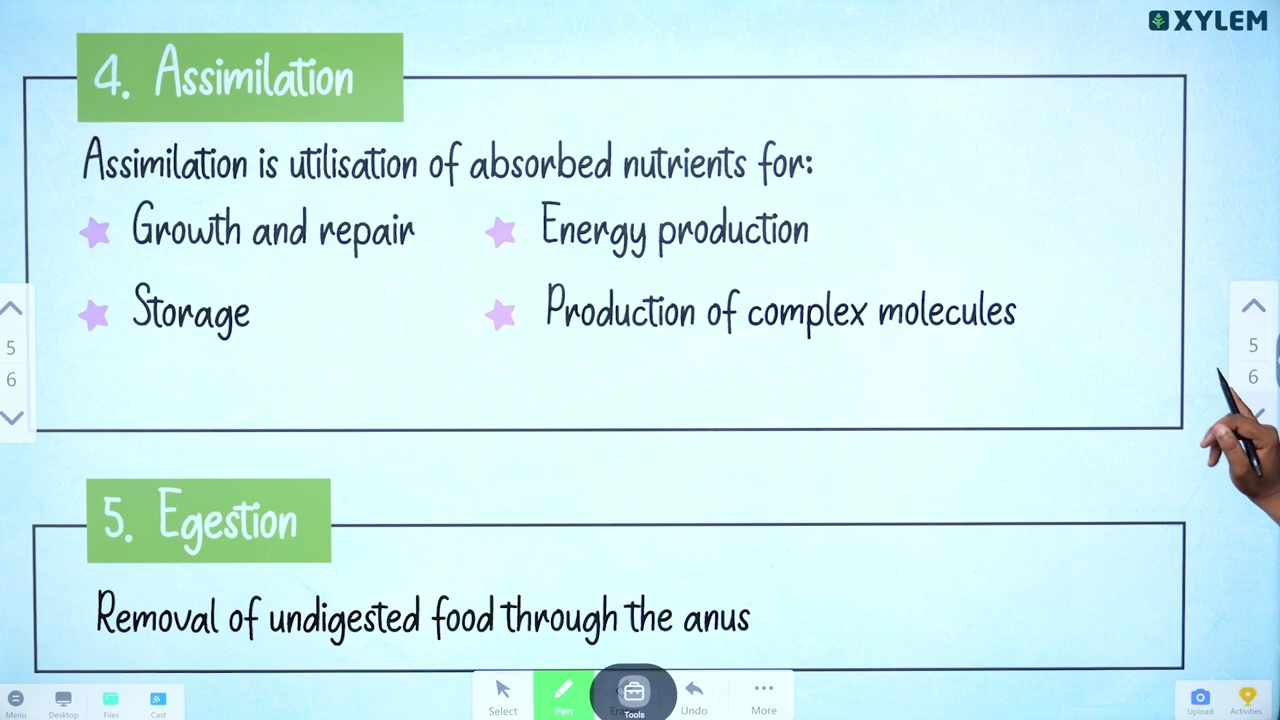 XYLEM
4. Assimilation
Assimilation is utilisation of absorbed nutrients for:
Growth and repair
Energy production
Storage
Production of complex molecules
5
6
5
6
5. Egestion
Removal of undigested food through the anus
Menu
Desktop
Files
Cast
Select
Pen
Tools
Undo
More
Upload
Activities